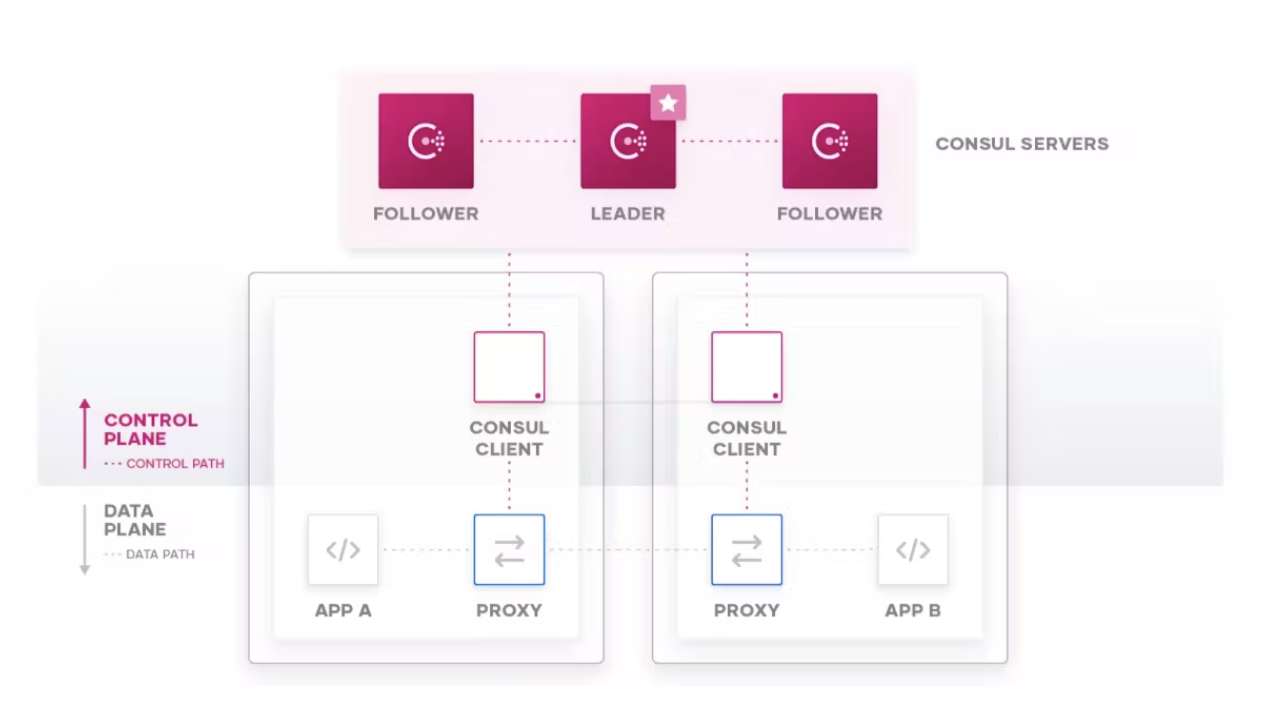 CONSUL SERVERS
FOLLOWER
LEADER
FOLLOWER
CONTROL
PLANE
CONTROL PATH
DATA
PLANE
DATA PATH
CONSUL
CLIENT
CONSUL
CLIENT
</>
</>
APP A
PROXY
PROXY
APP B